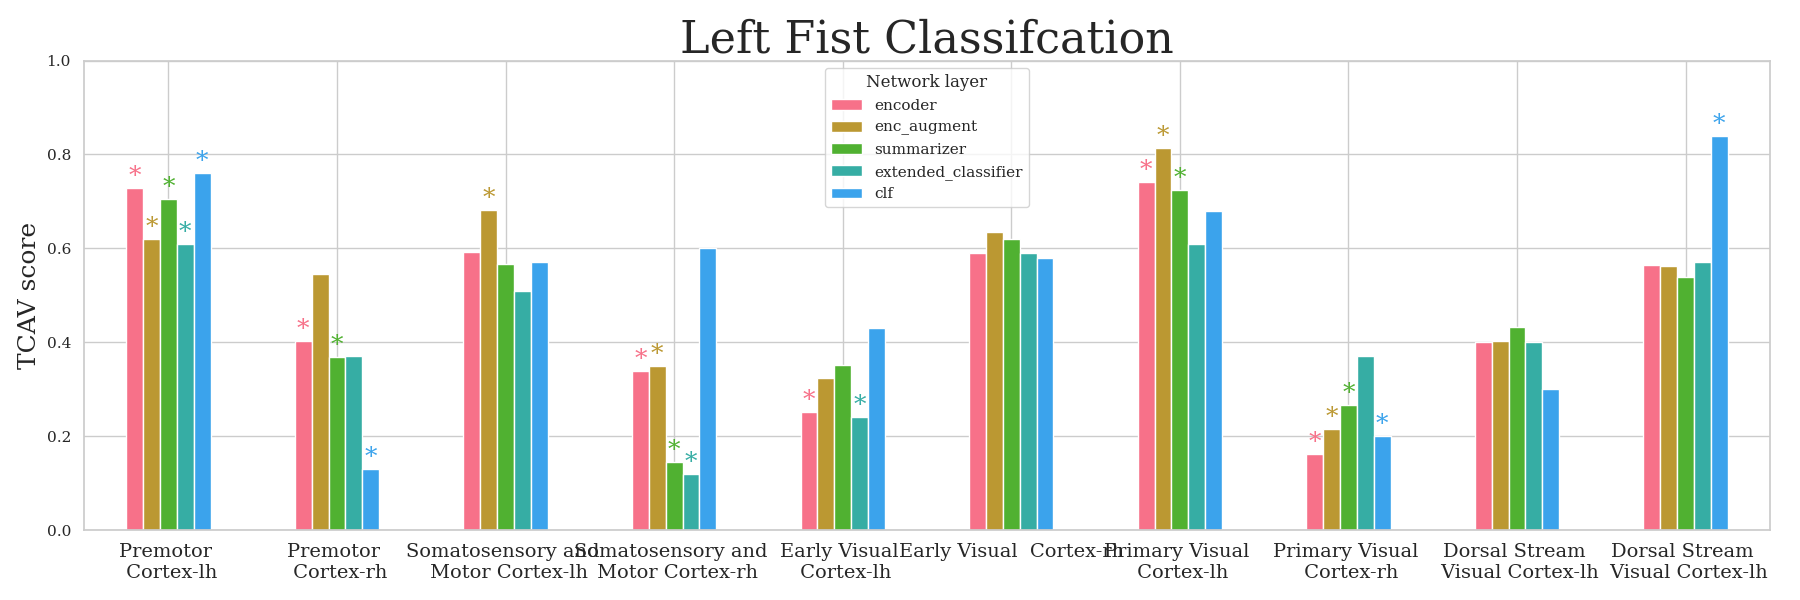 Left Fist Classifcation
TCAV score
1.0
0.8
0.6
0.4
0.2
0.0
Network layer
encoder
enc_augment
summarizer
extended_classifier
clf
Premotor
Cortex-lh
Premotor
Cortex-rh
Somatosensory and
Motor Cortex-lh
Somatosensory and
Motor Cortex-rh
Early Visual
Cortex-lh
Early Visual  Cortex-rh
Primary Visual
Cortex-lh
Primary Visual
Cortex-rh
Dorsal Stream
Visual Cortex-lh
Dorsal Stream
Visual Cortex-lh